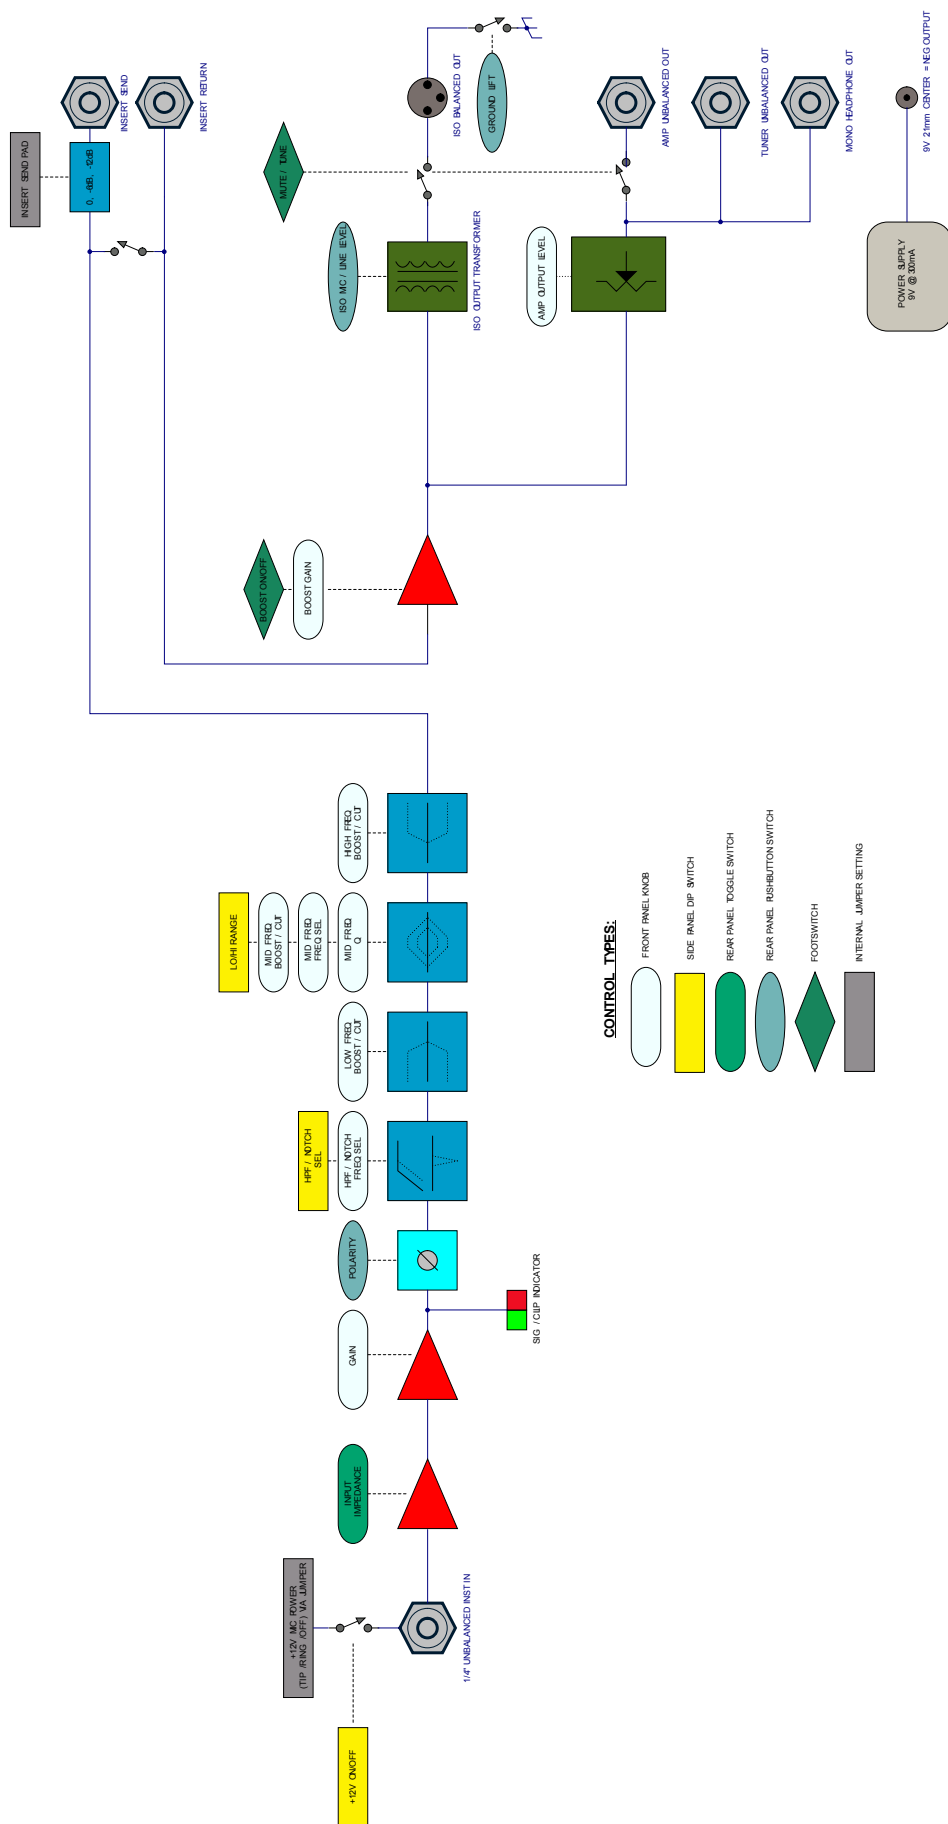 +12V ON/OFF
+12V MIC POWER
(TIP /RING /OFF) VIA JUMPER
1/4" UNBALANCED INST IN
INPUT
IMPEDANCE
GAIN
SIG / CLIP INDICATOR
POLARITY
HPF / NOTCH
SEL
HPF / NOTCH
FREQ SEL
LOW FREQ
BOOST / CUT
LO/HI RANGE
MID FREQ
BOOST / CUT
MID FREQ
FREQ SEL
MID FREQ
Q
HIGH FREQ
BOOST / CUT
INSERT SEND PAD
0, -6dB, -12dB
INSERT SEND
INSERT RETURN
BOOST ON/OFF
BOOST GAIN
MUTE / TUNE
ISO MIC / LINE LEVEL
ISO OUTPUT TRANSFORMER
ISO BALANCED OUT
GROUND LIFT
AMP OUTPUT LEVEL
AMP UNBALANCED OUT
TUNER UNBALANCED OUT
MONO HEADPHONE OUT
POWER SUPPLY
9V @ 300mA
9V 2.1mm CENTER = NEG OUTPUT
CONTROL TYPES:
FRONT PANEL KNOB
SIDE PANEL DIP SWITCH
REAR PANEL TOGGLE SWITCH
REAR PANEL PUSHBUTTON SWITCH
FOOTSWITCH
INTERNAL JUMPER SETTING